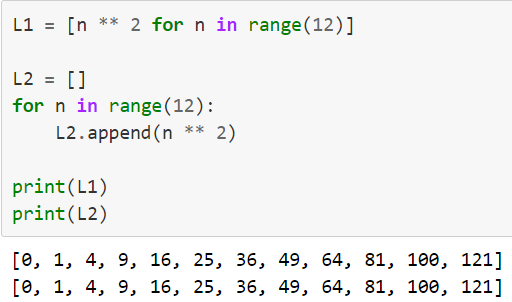 L1 = [n ** 2 for n in range(12)]
L2 = []
for n in range(12):
    L2.append(n ** 2)
print(L1)
print(L2)
[0, 1, 4, 9, 16, 25, 36, 49, 64, 81, 100, 121]
[0, 1, 4, 9, 16, 25, 36, 49, 64, 81, 100, 121]